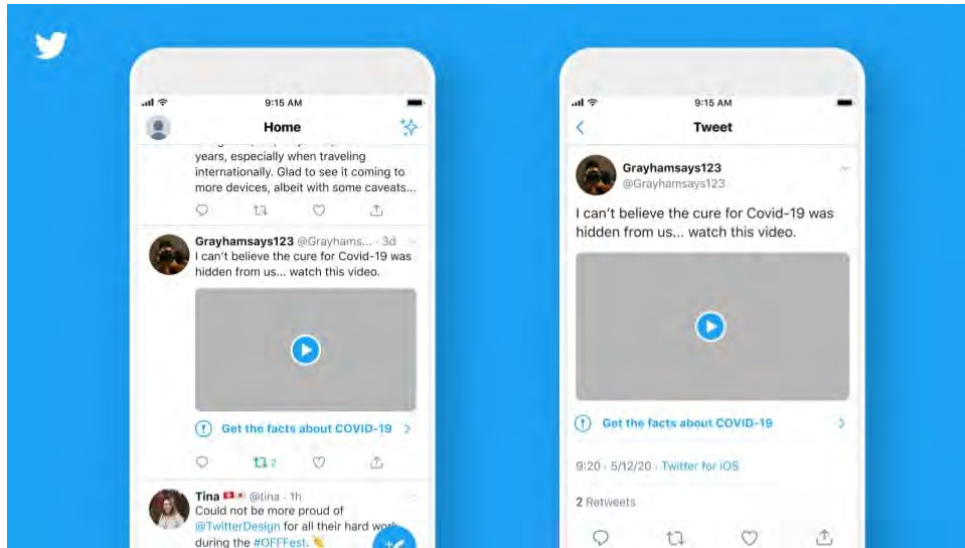 9:15 AM
Home
years, especially when traveling
internationally. Glad to see it coming to
more devices, albeit with some caveats...
Grayhamsays123 @Grayhams... · 3d
I can't believe the cure for Covid-19 was
hidden from us... watch this video.
Get the facts about COVID-19
2
Tina @tina · 1h
Could not be more proud of
@TwitterDesign for all their hard work
during the #OFFFest.
9:15 AM
Tweet
Grayhamsays123
@Grayhamsays123
I can't believe the cure for Covid-19 was
hidden from us... watch this video.
Get the facts about COVID-19
9:20 · 5/12/20 · Twitter for iOS
2 Retweets